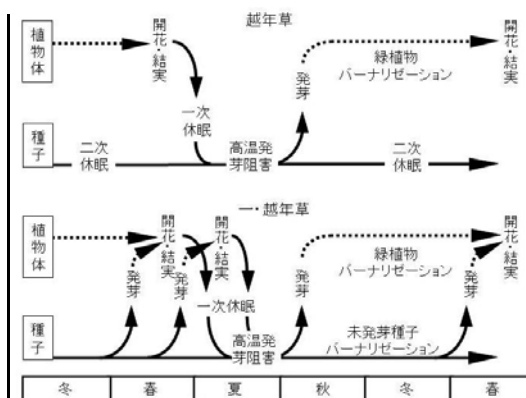 越年草
植物体
開花・結実
緑植物
バーナリゼーション
開花・結実
発芽
一次
休眠
種子
二次
休眠
高温発
芽阻害
二次
休眠
一・越年草
植物体
開花・結実
開花・結実
緑植物
バーナリゼーション
開花・結実
発芽
発芽
発芽
発芽
一次休眠
種子
高温発
芽阻害
未発芽種子
バーナリゼーション
冬
春
夏
秋
冬
春